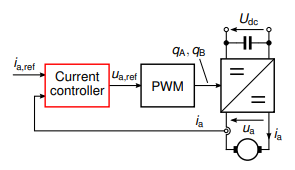 U_dc
q_A, q_B
i_a,ref
Current
controller
u_a,ref
PWM
i_a
u_a
i_a